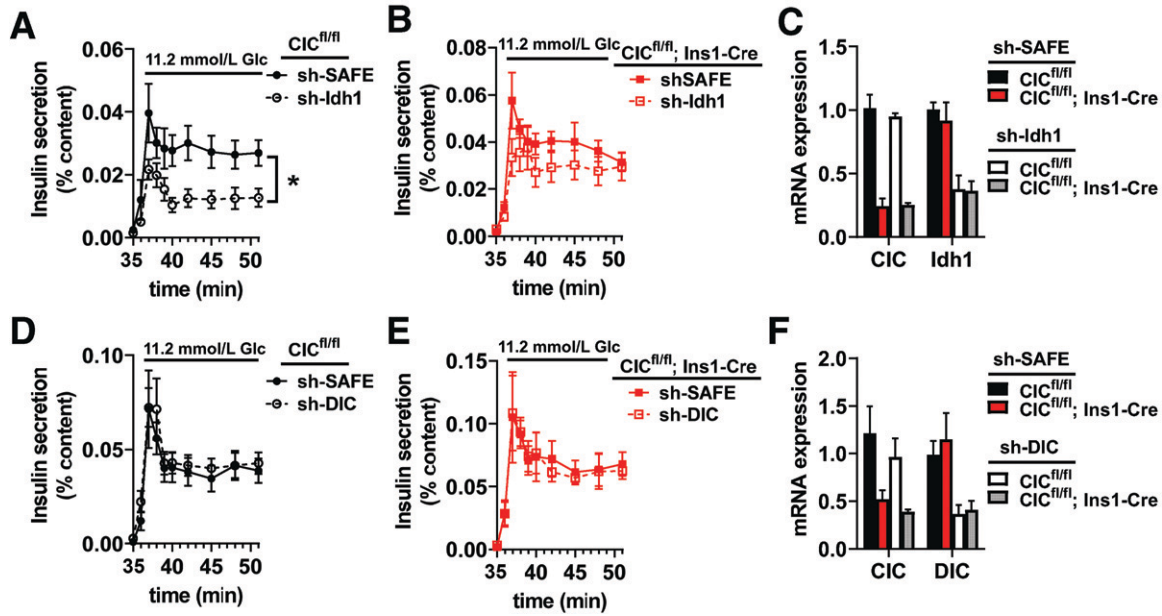 A
Insulin secretion
(% content)
0.06
0.04
0.02
0.00
11.2 mmol/L Glc
CIC^fl/fl
sh-SAFE
sh-Idh1
*
35 40 45 50
time (min)
B
Insulin secretion
(% content)
0.08
0.06
0.04
0.02
0.00
11.2 mmol/L Glc
CIC^fl/fl; Ins1-Cre
shSAFE
sh-Idh1
35 40 45 50
time (min)
C
mRNA expression
1.5
1.0
0.5
0.0
CIC Idh1
sh-SAFE
CIC^fl/fl
CIC^fl/fl; Ins1-Cre
sh-Idh1
CIC^fl/fl
CIC^fl/fl; Ins1-Cre
D
Insulin secretion
(% content)
0.10
0.05
0.00
11.2 mmol/L Glc
CIC^fl/fl
sh-SAFE
sh-DIC
35 40 45 50
time (min)
E
Insulin secretion
(% content)
0.15
0.10
0.05
0.00
11.2 mmol/L Glc
CIC^fl/fl; Ins1-Cre
sh-SAFE
sh-DIC
35 40 45 50
time (min)
F
mRNA expression
2.0
1.5
1.0
0.5
0.0
CIC DIC
sh-SAFE
CIC^fl/fl
CIC^fl/fl; Ins1-Cre
sh-DIC
CIC^fl/fl
CIC^fl/fl; Ins1-Cre